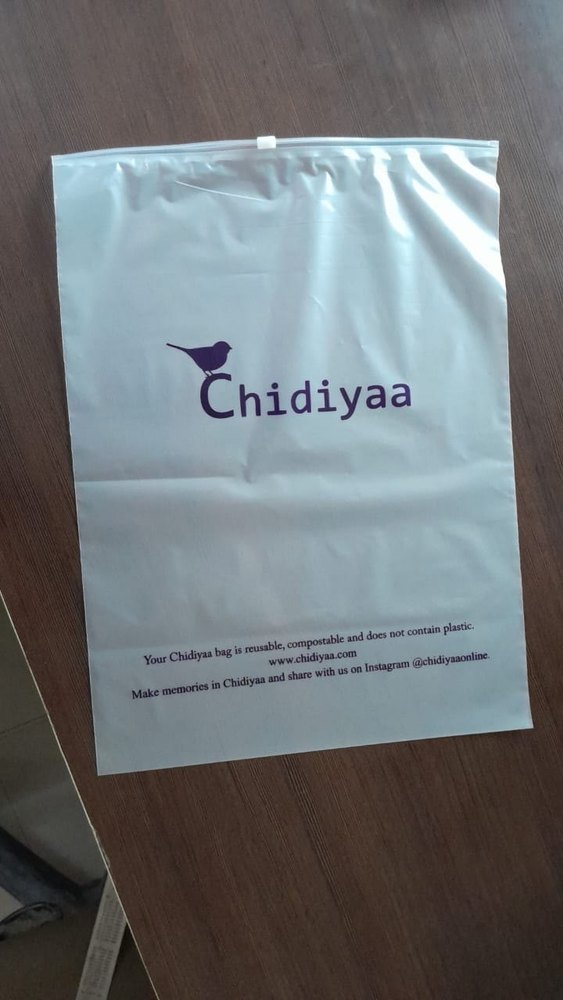 Chidiyaa
Your Chidiyaa bag is reusable, compostable and does not contain plastic.
www.chidiyaa.com
Make memories in Chidiyaa and share with us on Instagram @chidiyaaonline.